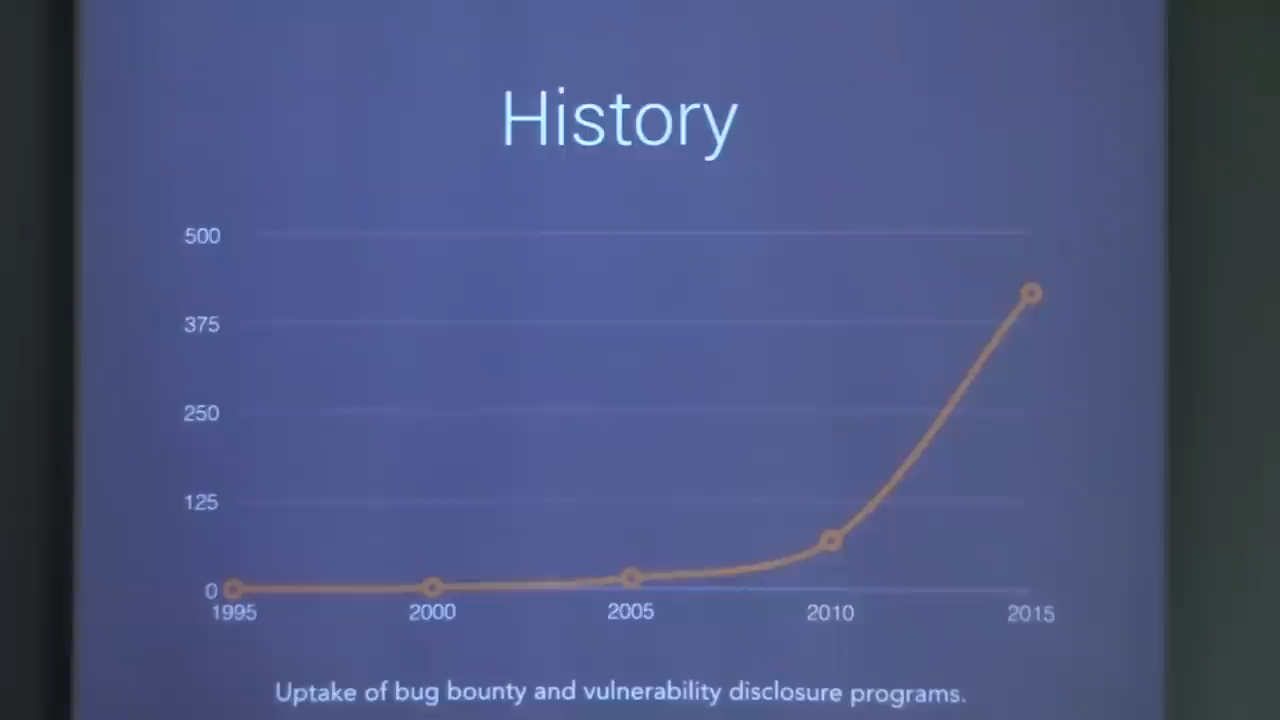 History
500
375
250
125
0
1995 2000 2005 2010 2015
Uptake of bug bounty and vulnerability disclosure programs.